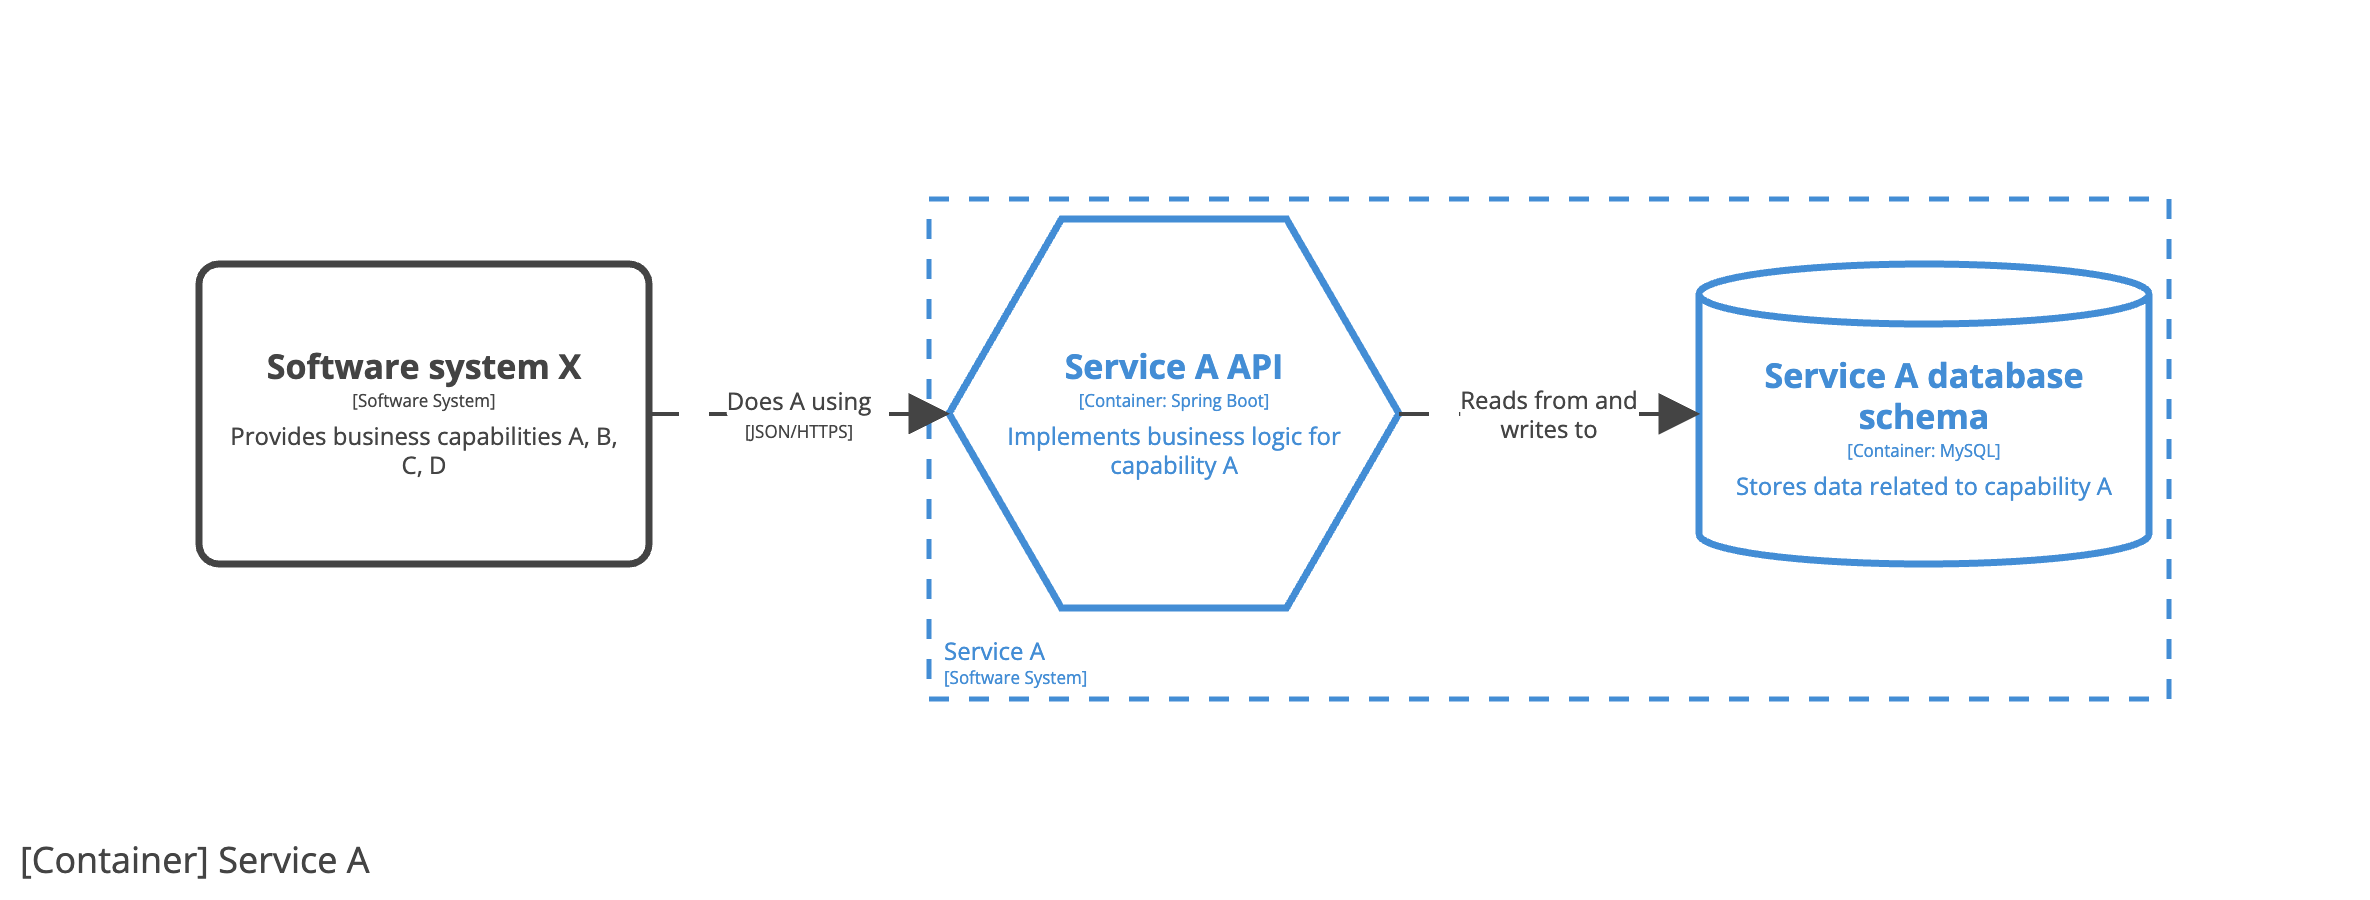 Software system X
[Software System]
Provides business capabilities A, B,
C, D
Does A using
[JSON/HTTPS]
Service A API
[Container: Spring Boot]
Implements business logic for
capability A
Reads from and
writes to
Service A database
schema
[Container: MySQL]
Stores data related to capability A
Service A
[Software System]
[Container] Service A